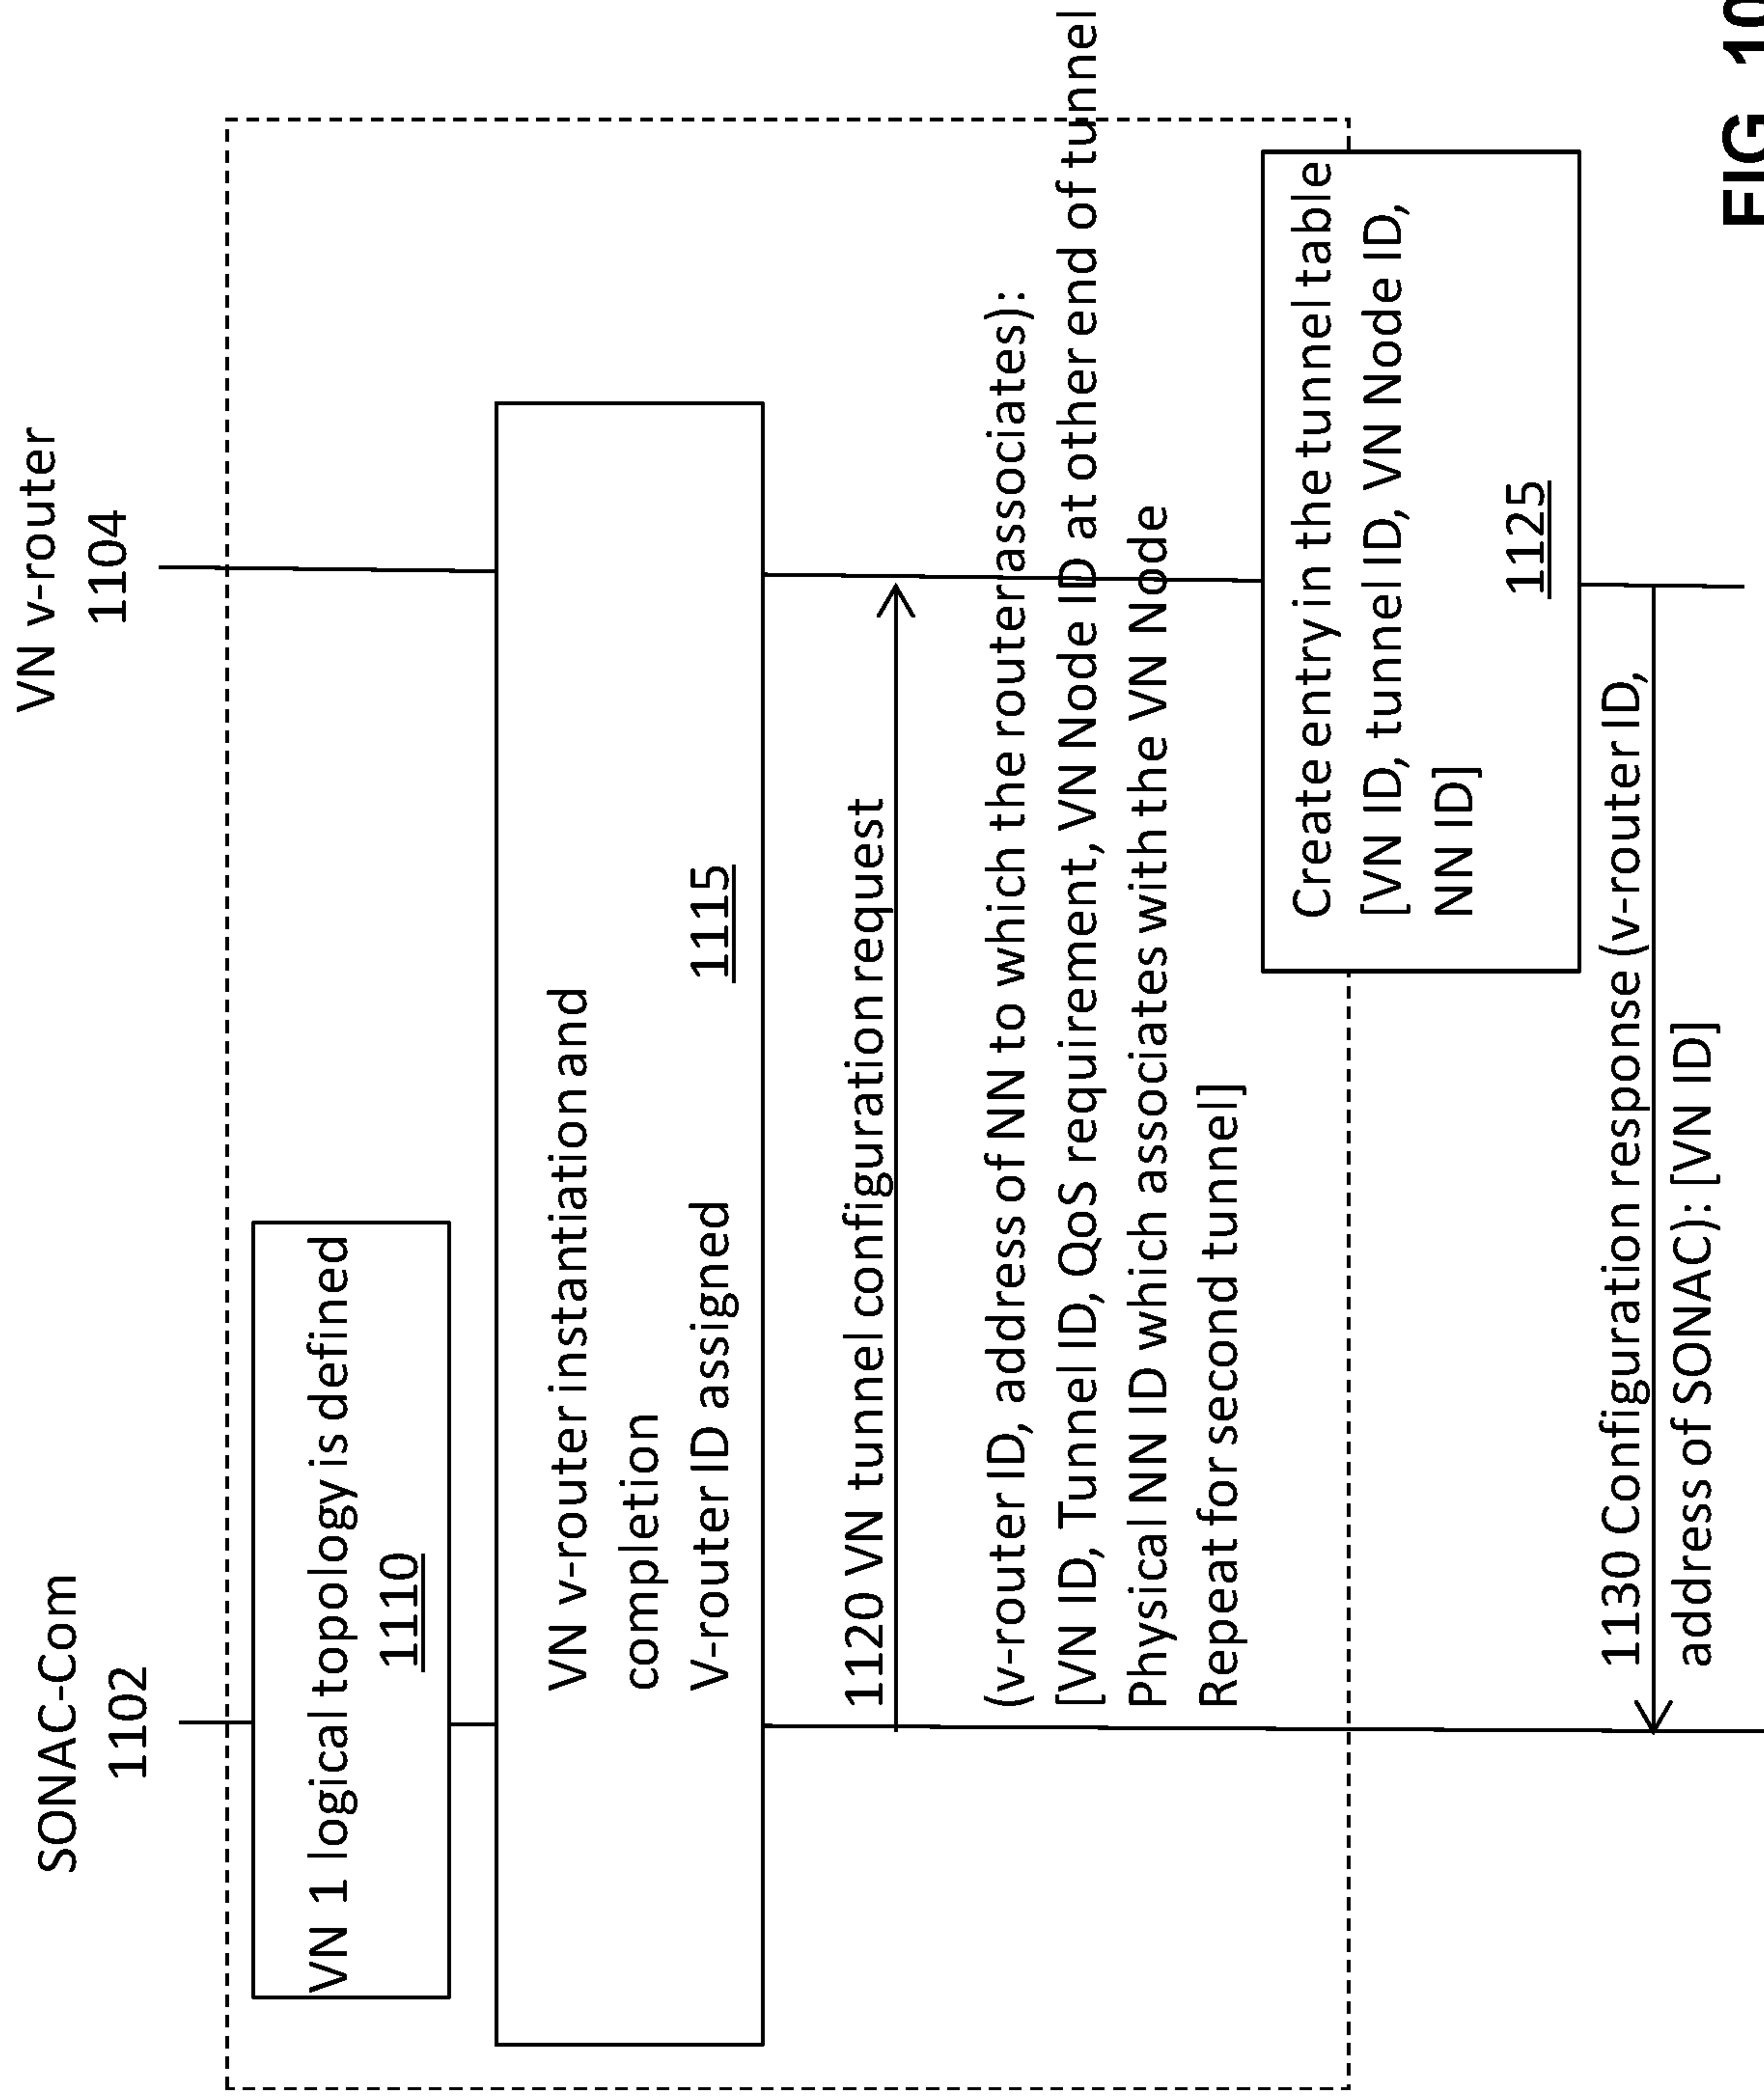 SONAC-Com
1102
VN v-router
1104
VN 1 logical topology is defined
1110
VN v-router instantiation and
completion
V-router ID assigned
1115
1120 VN tunnel configuration request
(v-router ID, address of NN to which the router associates):
[VN ID, Tunnel ID, QoS requirement, VN Node ID at other end of tunnel
Physical NN ID which associates with the VN Node
Repeat for second tunnel]
Create entry in the tunnel table
[VN ID, tunnel ID, VN Node ID,
NN ID]
1125
1130 Configuration response (v-router ID,
address of SONAC): [VN ID]
FIG 10